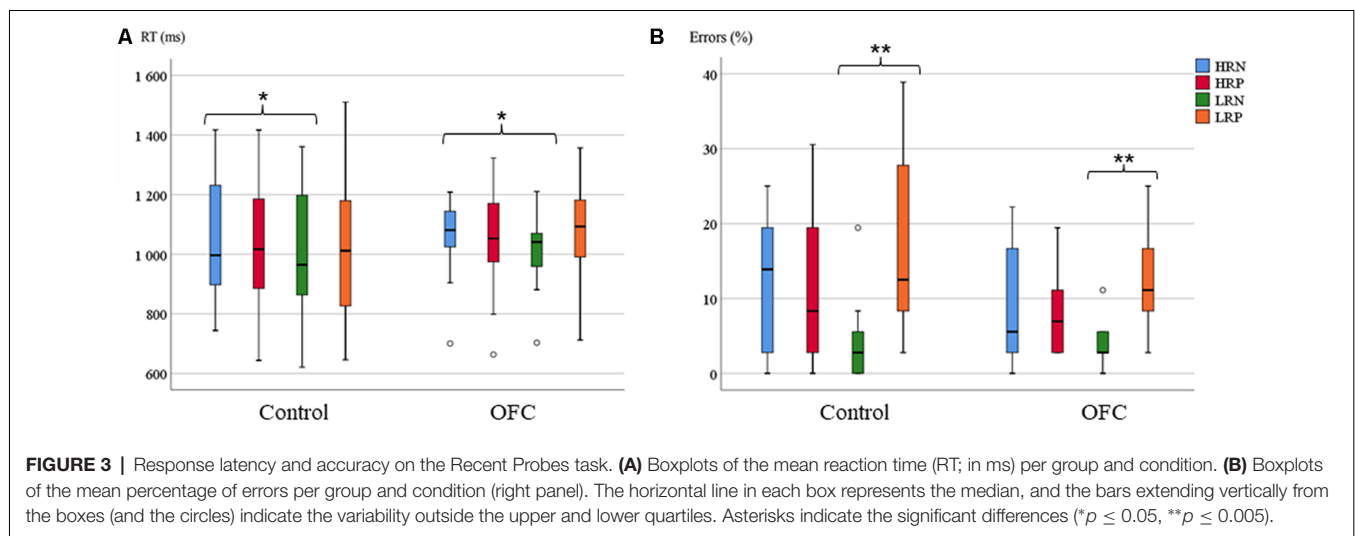 A RT (ms)
1 600
1 400
1 200
1 000
800
600
*
*
Control
OFC
B Errors (%)
40
30
20
10
0
**
**
Control
OFC
HRN
HRP
LRN
LRP
FIGURE 3 | Response latency and accuracy on the Recent Probes task. (A) Boxplots of the mean reaction time (RT; in ms) per group and condition. (B) Boxplots
of the mean percentage of errors per group and condition (right panel). The horizontal line in each box represents the median, and the bars extending vertically from
the boxes (and the circles) indicate the variability outside the upper and lower quartiles. Asterisks indicate the significant differences (*p ≤ 0.05, **p ≤ 0.005).